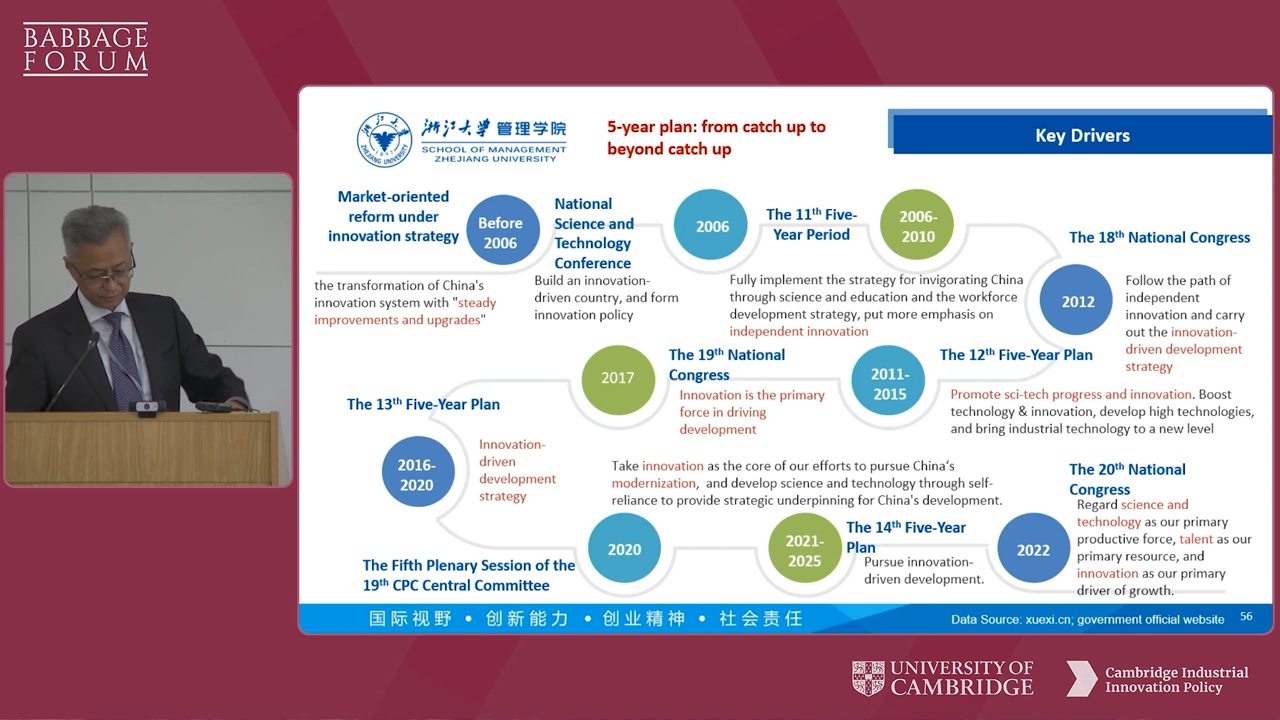 BABBAGE
FORUM
浙江大学管理学院
SCHOOL OF MANAGEMENT
ZHEJIANG UNIVERSITY
5-year plan: from catch up to
beyond catch up
Key Drivers
Market-oriented
reform under
innovation strategy
Before
2006
the transformation of China's
innovation system with "steady
improvements and upgrades"
National
Science and
Technology
Conference
2006
Build an innovation-
driven country, and form
innovation policy
The 11th Five-
Year Period
2006-
2010
Fully implement the strategy for invigorating China
through science and education and the workforce
development strategy, put more emphasis on
independent innovation
The 18th National Congress
2012
Follow the path of
independent
innovation and carry
out the innovation-
driven development
strategy
The 12th Five-Year Plan
2011-
2015
Promote sci-tech progress and innovation. Boost
technology & innovation, develop high technologies,
and bring industrial technology to a new level
The 19th National
Congress
2017
Innovation is the primary
force in driving
development
The 13th Five-Year Plan
2016-
2020
Innovation-
driven
development
strategy
Take innovation as the core of our efforts to pursue China's
modernization, and develop science and technology through self-
reliance to provide strategic underpinning for China's development.
2020
The Fifth Plenary Session of the
19th CPC Central Committee
2021-
2025
The 14th Five-Year
Plan
Pursue innovation-
driven development.
2022
The 20th National
Congress
Regard science and
technology as our primary
productive force, talent as our
primary resource, and
innovation as our primary
driver of growth.
国际视野 • 创新能力 • 创业精神 • 社会责任
Data Source: xuexi.cn; government official website
56
UNIVERSITY OF
CAMBRIDGE
Cambridge Industrial
Innovation Policy